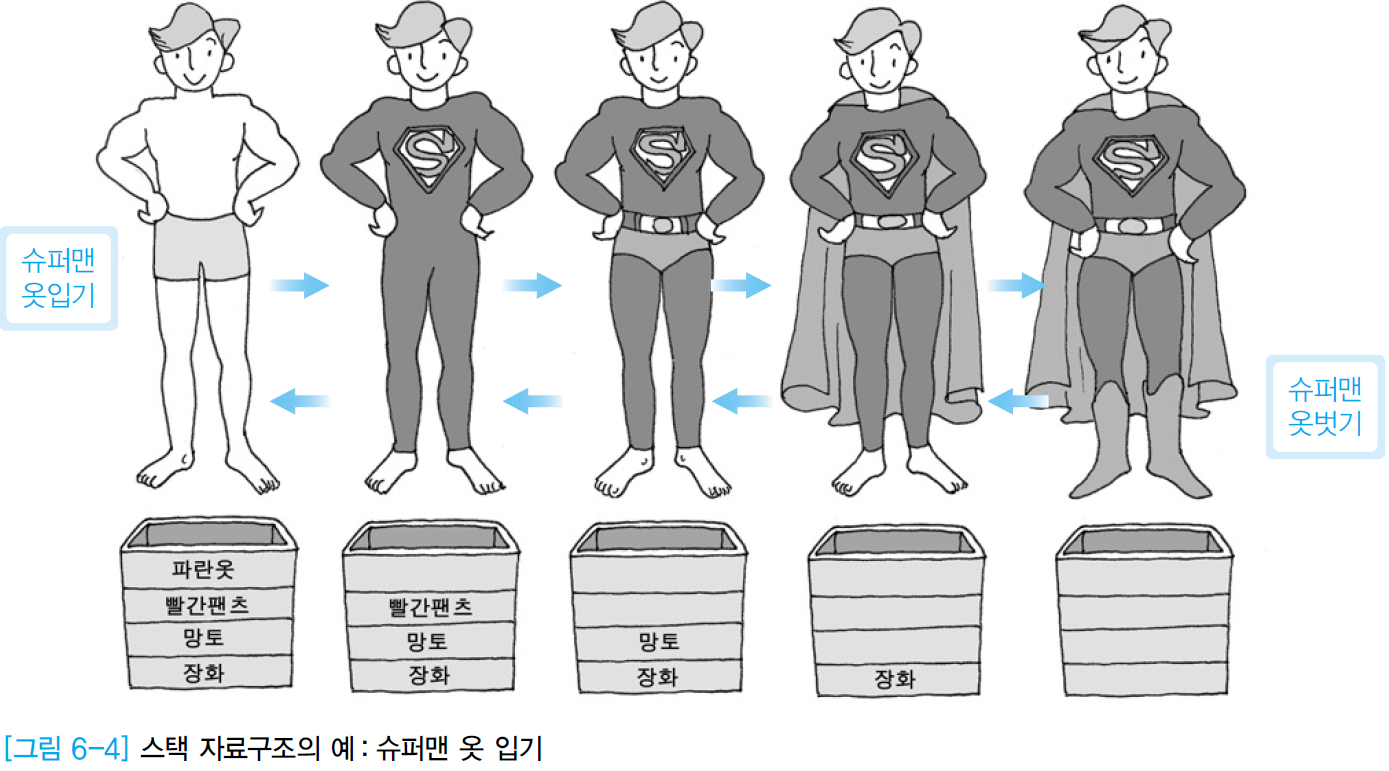 슈퍼맨
옷입기
슈퍼맨
옷벗기
S
S
S
S
파란옷
빨간팬츠
망토
장화
빨간팬츠
망토
장화
망토
장화
장화
[그림 6-4] 스택 자료구조의 예 : 슈퍼맨 옷 입기